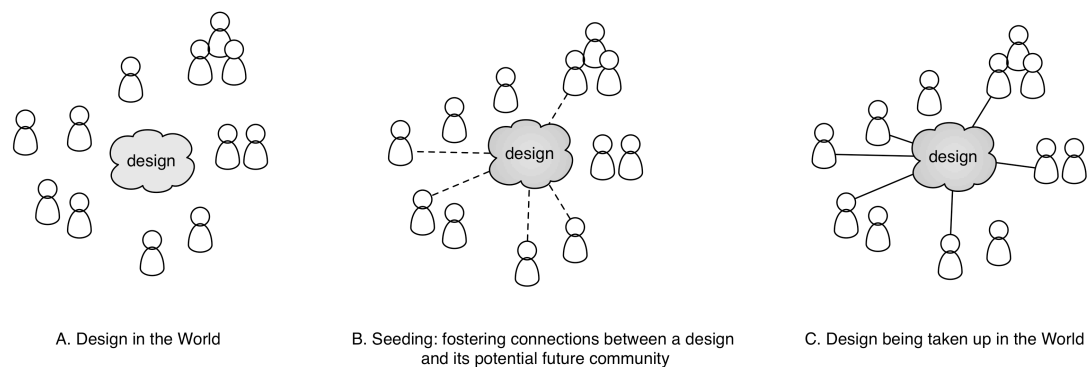 design
design
design
A. Design in the World
B. Seeding: fostering connections between a design
and its potential future community
C. Design being taken up in the World